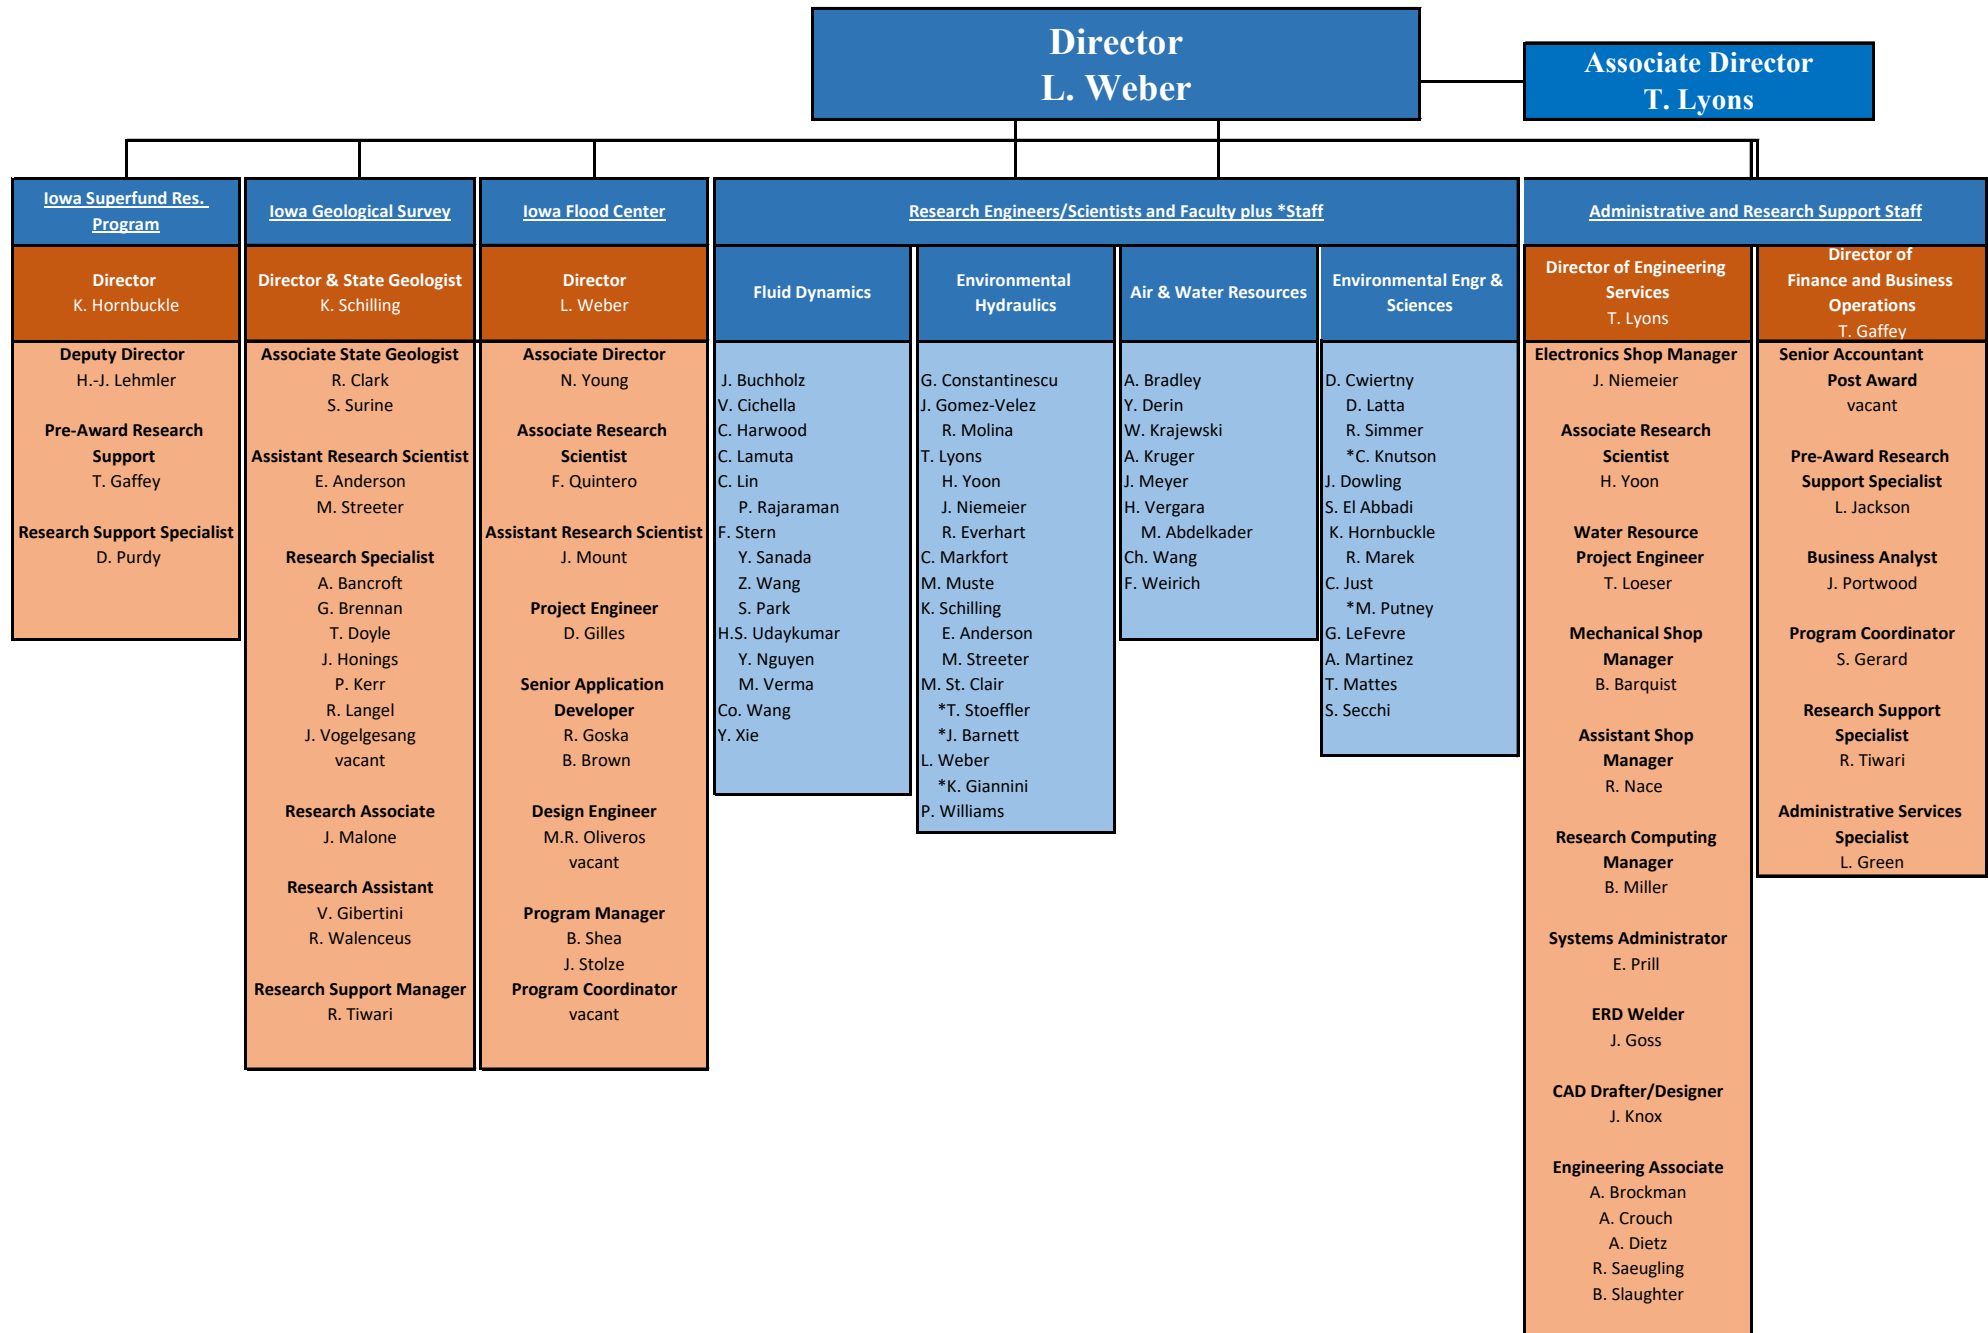 Director
L. Weber
Associate Director
T. Lyons
Iowa Superfund Res.
Program
Director
K. Hornbuckle
Deputy Director
H.-J. Lehmler
Pre-Award Research
Support
T. Gaffey
Research Support Specialist
D. Purdy
Iowa Geological Survey
Director & State Geologist
K. Schilling
Associate State Geologist
R. Clark
S. Surine
Assistant Research Scientist
E. Anderson
M. Streeter
Research Specialist
A. Bancroft
G. Brennan
T. Doyle
J. Honings
P. Kerr
R. Langel
J. Vogelgesang
vacant
Research Associate
J. Malone
Research Assistant
V. Gibertini
R. Walenceus
Research Support Manager
R. Tiwari
Iowa Flood Center
Director
L. Weber
Associate Director
N. Young
Associate Research
Scientist
F. Quintero
Assistant Research Scientist
J. Mount
Project Engineer
D. Gilles
Senior Application
Developer
R. Goska
B. Brown
Design Engineer
M.R. Oliveros
vacant
Program Manager
B. Shea
J. Stolze
Program Coordinator
vacant
Research Engineers/Scientists and Faculty plus *Staff
Fluid Dynamics
J. Buchholz
V. Cichella
C. Harwood
C. Lamuta
C. Lin
P. Rajaraman
F. Stern
Y. Sanada
Z. Wang
S. Park
H.S. Udaykumar
Y. Nguyen
M. Verma
Co. Wang
Y. Xie
Environmental
Hydraulics
G. Constantinescu
J. Gomez-Velez
R. Molina
T. Lyons
H. Yoon
J. Niemeier
R. Everhart
C. Markfort
M. Muste
K. Schilling
E. Anderson
M. Streeter
M. St. Clair
*T. Stoeffler
*J. Barnett
L. Weber
*K. Giannini
P. Williams
Air & Water Resources
A. Bradley
Y. Derin
W. Krajewski
A. Kruger
J. Meyer
H. Vergara
M. Abdelkader
Ch. Wang
F. Weirich
Environmental Engr &
Sciences
D. Cwiertny
D. Latta
R. Simmer
*C. Knutson
J. Dowling
S. El Abbadi
K. Hornbuckle
R. Marek
C. Just
*M. Putney
G. LeFevre
A. Martinez
T. Mattes
S. Secchi
Administrative and Research Support Staff
Director of Engineering
Services
T. Lyons
Electronics Shop Manager
J. Niemeier
Associate Research
Scientist
H. Yoon
Water Resource
Project Engineer
T. Loeser
Mechanical Shop
Manager
B. Barquist
Assistant Shop
Manager
R. Nace
Research Computing
Manager
B. Miller
Systems Administrator
E. Prill
ERD Welder
J. Goss
CAD Drafter/Designer
J. Knox
Engineering Associate
A. Brockman
A. Crouch
A. Dietz
R. Saeugling
B. Slaughter
Director of
Finance and Business
Operations
T. Gaffey
Senior Accountant
Post Award
vacant
Pre-Award Research
Support Specialist
L. Jackson
Business Analyst
J. Portwood
Program Coordinator
S. Gerard
Research Support
Specialist
R. Tiwari
Administrative Services
Specialist
L. Green